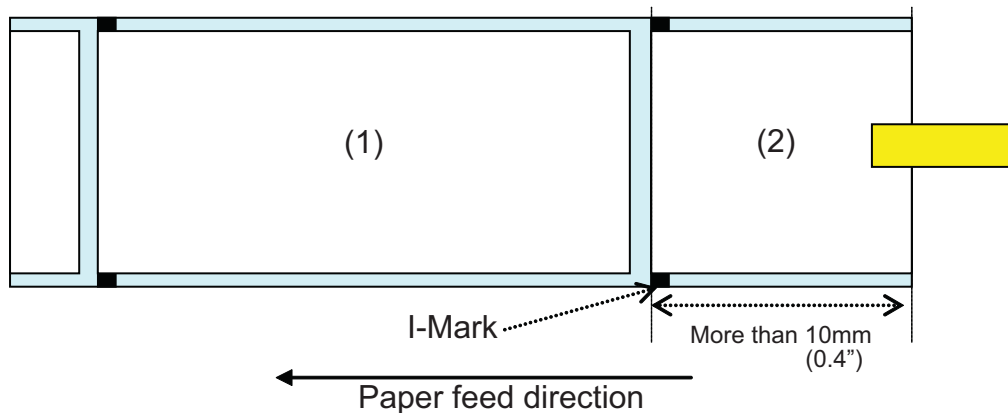 (1)
(2)
I-Mark
More than 10mm
(0.4”)
Paper feed direction